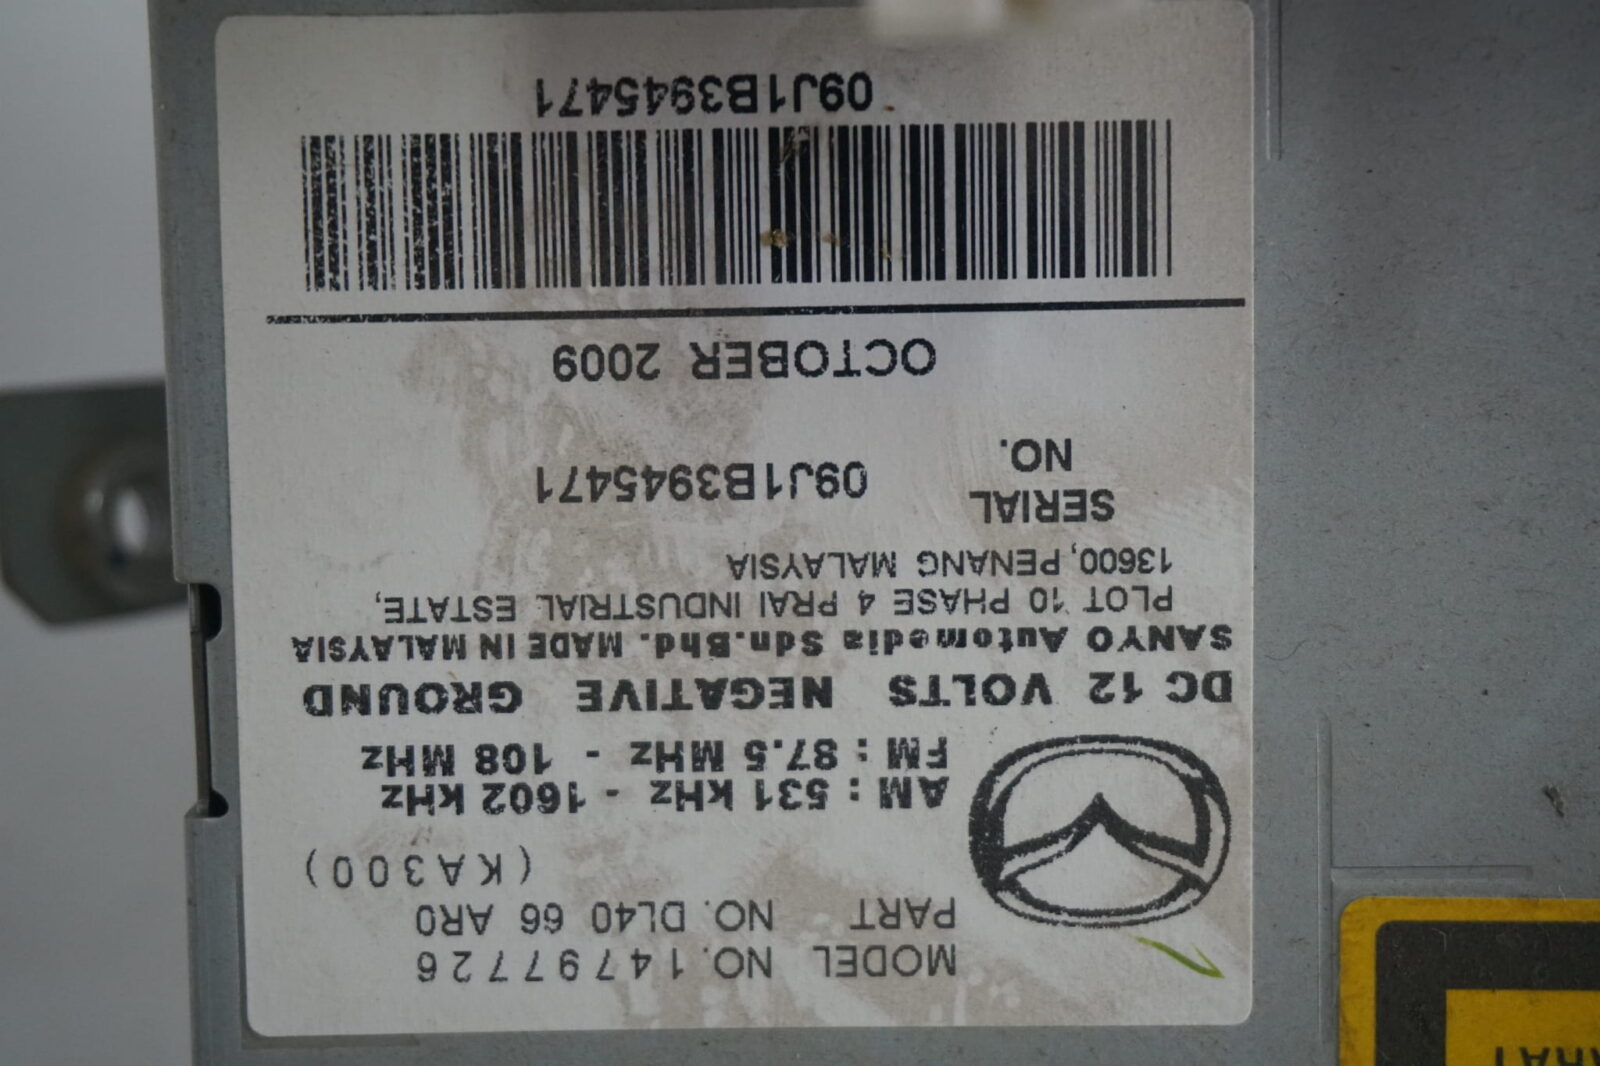 MODEL NO. 14797726
PART NO. DL40 66 AR0
(KA300)
AM : 531 kHz - 1602 kHz
FM : 87.5 MHz - 108 MHz
DC 12 VOLTS NEGATIVE GROUND
SANYO Automedia Sdn.Bhd. MADE IN MALAYSIA
PLOT 10 PHASE 4 PRAI INDUSTRIAL ESTATE,
13600, PENANG MALAYSIA
SERIAL NO. 09J1B3945471
OCTOBER 2009
09J1B3945471